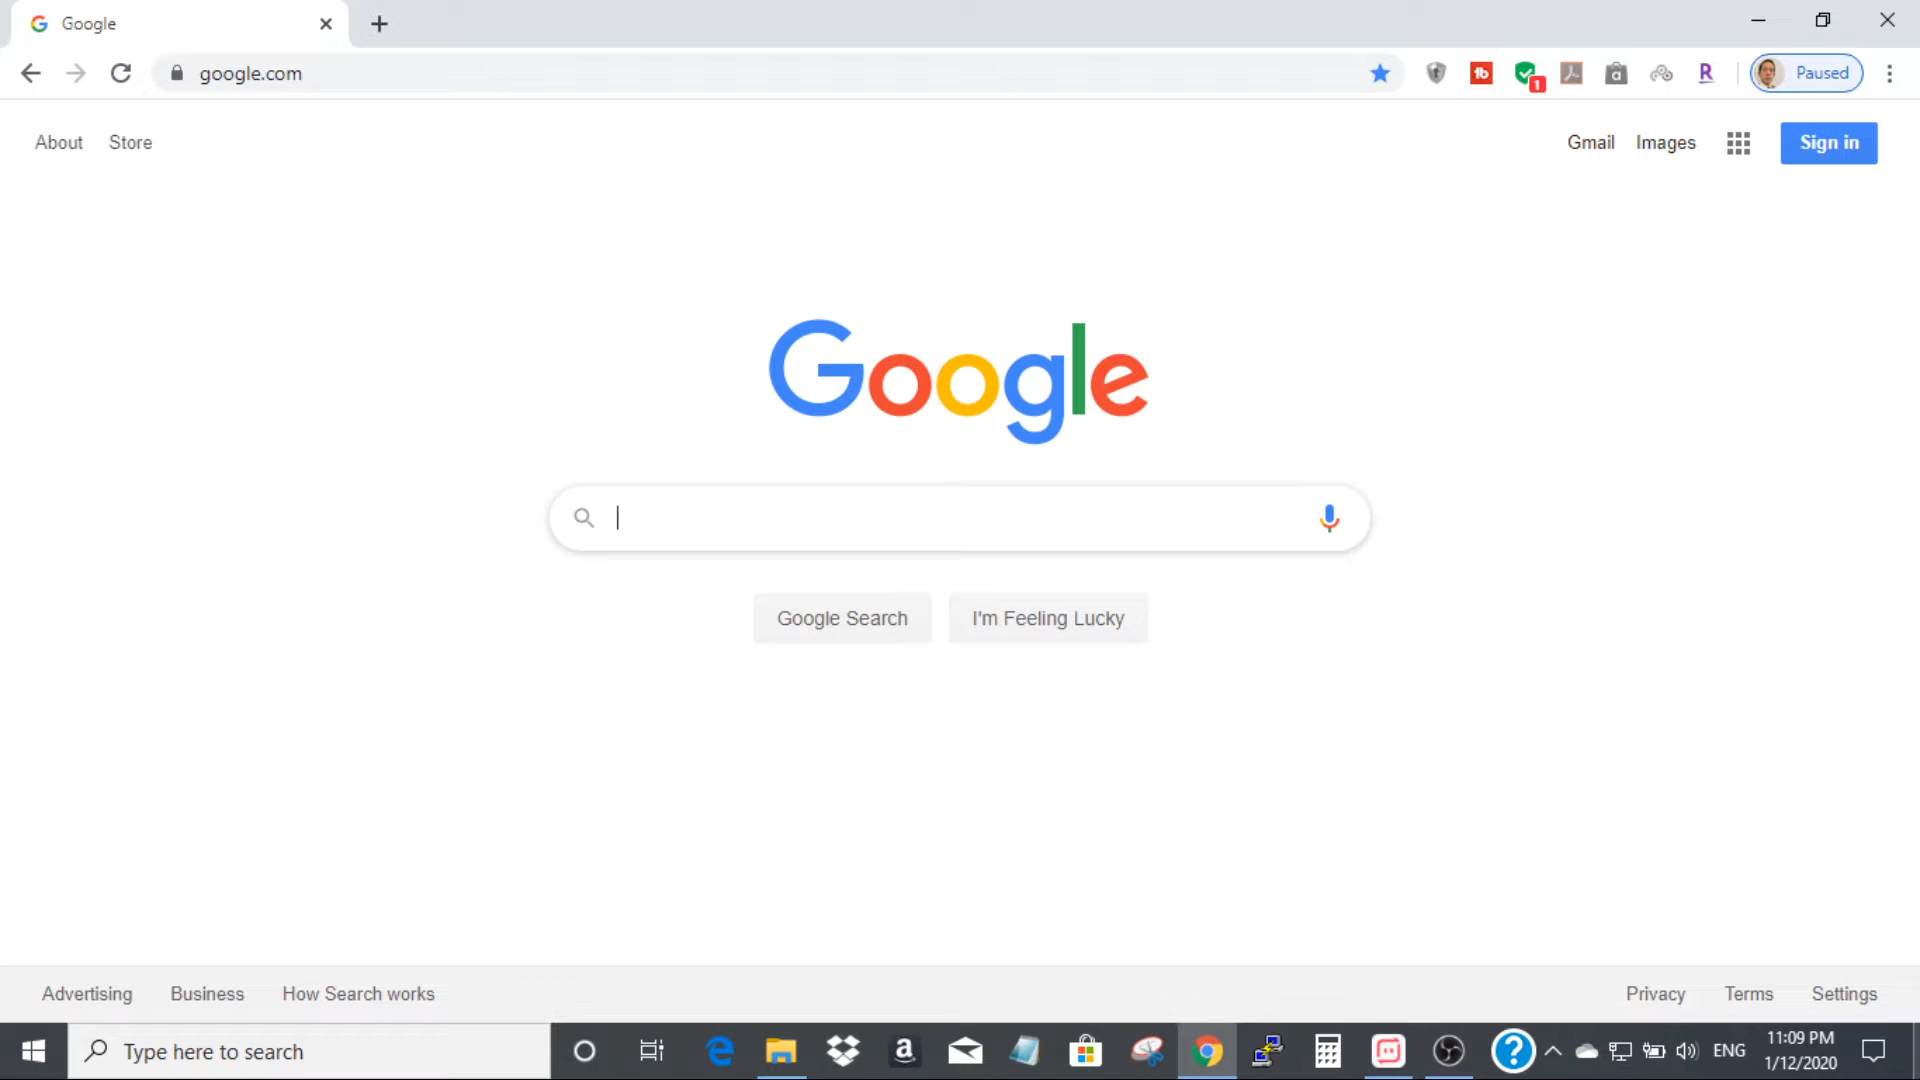 Google
google.com
Paused
1
About Store
Gmail Images Sign in
Google
Google Search I'm Feeling Lucky
Advertising Business How Search works
Privacy Terms Settings
Type here to search
ENG
11:09 PM
1/12/2020